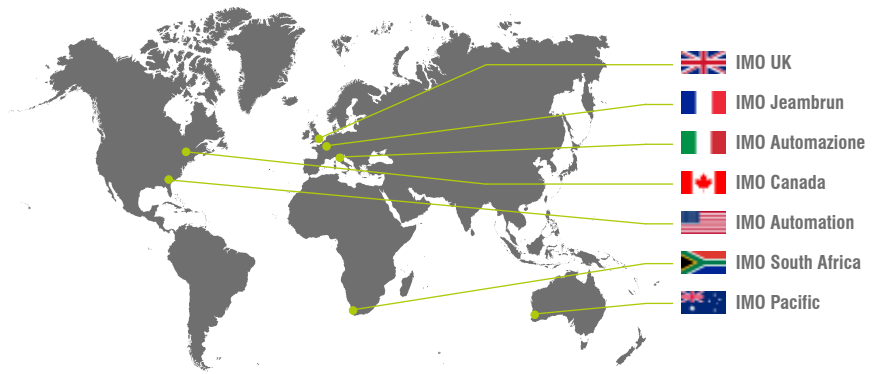 IMO UK
IMO Jeambrun
IMO Automazione
IMO Canada
IMO Automation
IMO South Africa
IMO Pacific